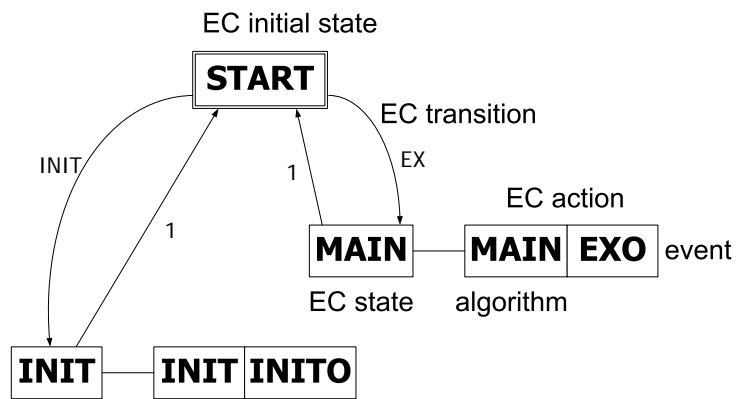 EC initial state
START
EC transition
INIT
EX
1
1
EC action
MAIN
MAIN EXO event
EC state
algorithm
INIT
INIT INITO